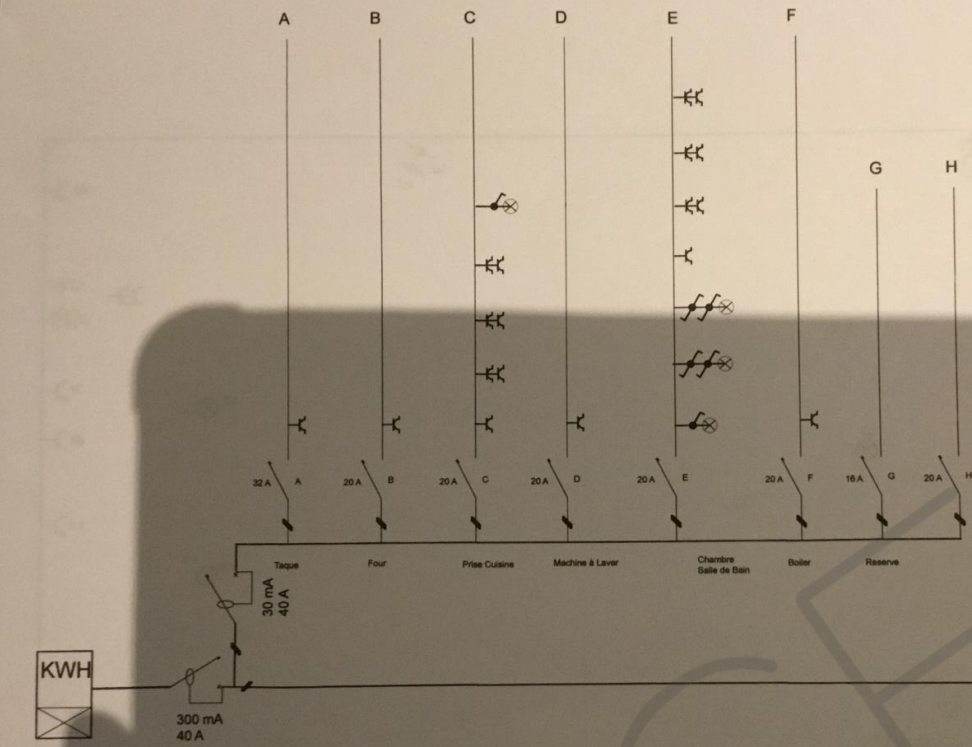 A B C D E F
G H
32 A A 20 A B 20 A C 20 A D 20 A E 20 A F 16 A G 20 A H
Taque Four Prise Cuisine Machine à Laver Chambre Boiler Reserve
Salle de Bain
30 mA
40 A
KWH
300 mA
40 A